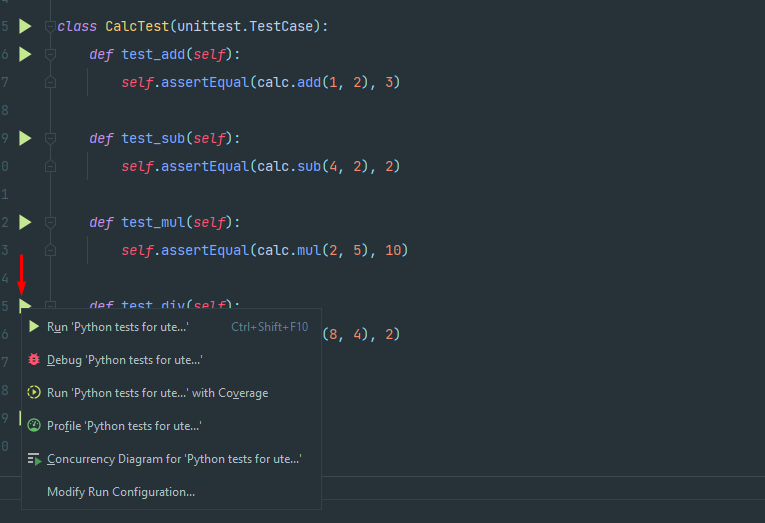 5 class CalcTest(unittest.TestCase):
6 def test_add(self):
7 self.assertEqual(calc.add(1, 2), 3)
8
9 def test_sub(self):
0 self.assertEqual(calc.sub(4, 2), 2)
1
2 def test_mul(self):
3 self.assertEqual(calc.mul(2, 5), 10)
4
5 def test_div(self):
6 (8, 4), 2)
7
8
9
0
Run 'Python tests for ute...' Ctrl+Shift+F10
Debug 'Python tests for ute...'
Run 'Python tests for ute...' with Coverage
Profile 'Python tests for ute...'
Concurrency Diagram for 'Python tests for ute...'
Modify Run Configuration...